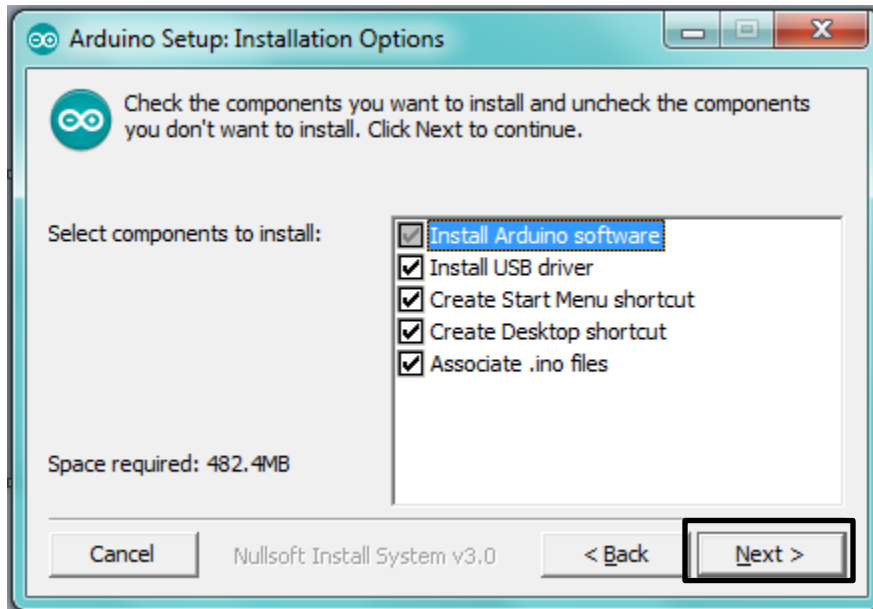 Arduino Setup: Installation Options
Check the components you want to install and uncheck the components
you don't want to install. Click Next to continue.
Select components to install:
Install Arduino software
Install USB driver
Create Start Menu shortcut
Create Desktop shortcut
Associate .ino files
Space required: 482.4MB
Cancel
Nullsoft Install System v3.0
< Back
Next >